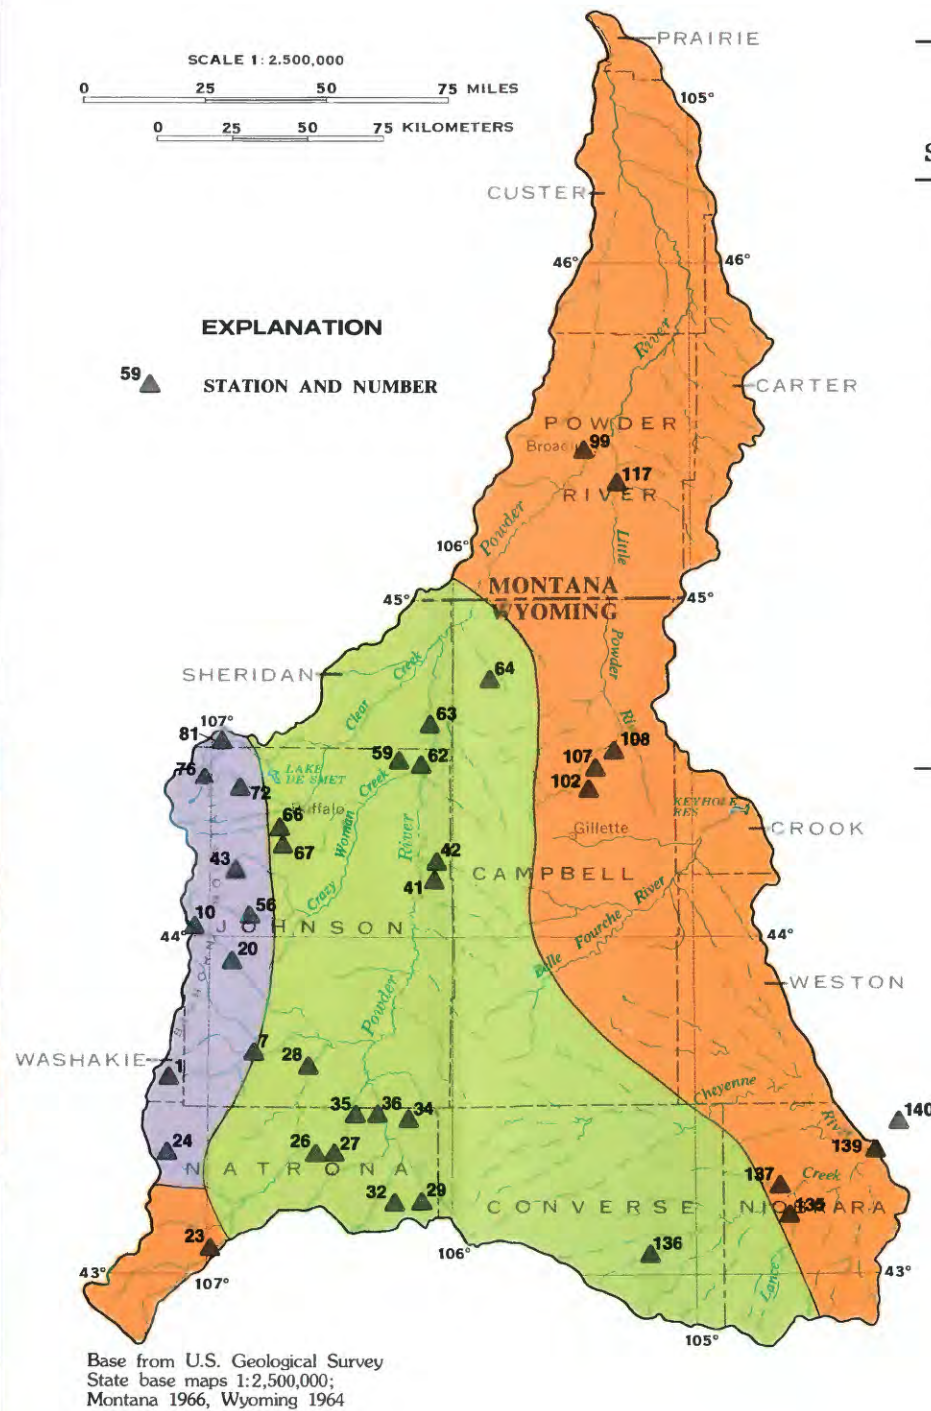 SCALE 1:2,500,000
0 25 50 75 MILES
0 25 50 75 KILOMETERS
PRAIRIE
105°
S
CUSTER
46° 46°
EXPLANATION
59 STATION AND NUMBER
River
CARTER
POWDER
99
117
RIVER
Powder
Little
106°
MONTANA
45° 45°
WYOMING
Powder
SHERIDAN
Clear Creek
64
107°
81
63
59 62
108
107
102
76
72
LAKE DE SMET
Creek
KEYHOLE RES
66
67
Woman
River
Gillette
CROOK
43
42
41
CAMPBELL
Crazy
10
56
JOHNSON
44° 44°
20
Belle Fourche River
WESTON
Powder
7
28
WASHAKIE
1
Cheyenne
35 36 34
River
140
139
24
26 27
NATRONA
137
Creek
32 29
CONVERSE
NIOBRARA
135
23
136
106°
43° 43°
107°
Lance
105°
Base from U.S. Geological Survey
State base maps 1:2,500,000;
Montana 1966, Wyoming 1964